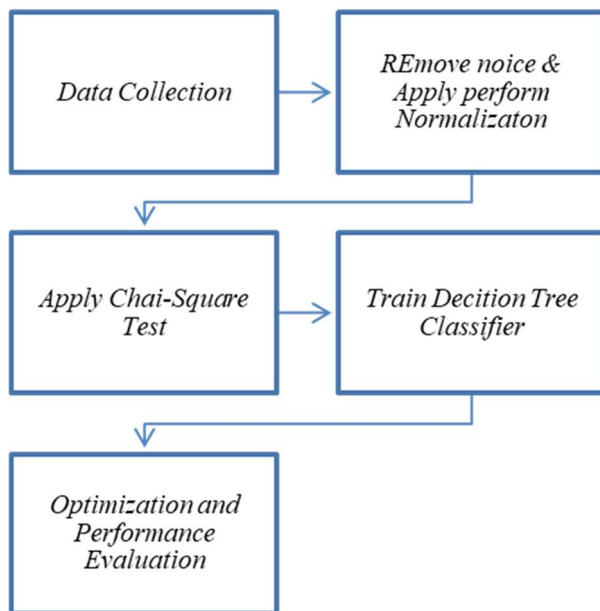 Data Collection
REmove noice &
Apply perform
Normalizaton
Apply Chai-Square
Test
Train Decition Tree
Classifier
Optimization and
Performance
Evaluation